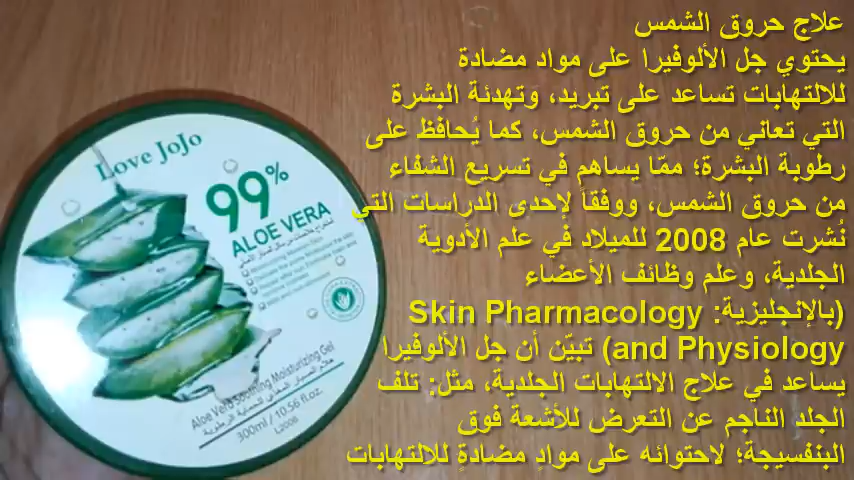 علاج حروق الشمس
يحتوي جل الألوفيرا على مواد مضادة
للالتهابات تساعد على تبريد، وتهدئة البشرة
التي تعاني من حروق الشمس، كما يُحافظ على
رطوبة البشرة؛ ممّا يساهم في تسريع الشفاء
من حروق الشمس، ووفقاً لإحدى الدراسات التي
نُشرت عام 2008 للميلاد في علم الأدوية
الجلدية، وعلم وظائف الأعضاء
(بالإنجليزية: Skin Pharmacology
and Physiology) تبيّن أن جل الألوفيرا
يساعد في علاج الالتهابات الجلدية، مثل: تلف
الجلد الناجم عن التعرض للأشعة فوق
البنفسيجة؛ لاحتوائه على موادٍ مضادةٍ للالتهابات
Love JoJo
99%
ALOE VERA
Aloe Vera Soothing Moisturizing Gel
300ml / 10.56 fl.oz.
L2008